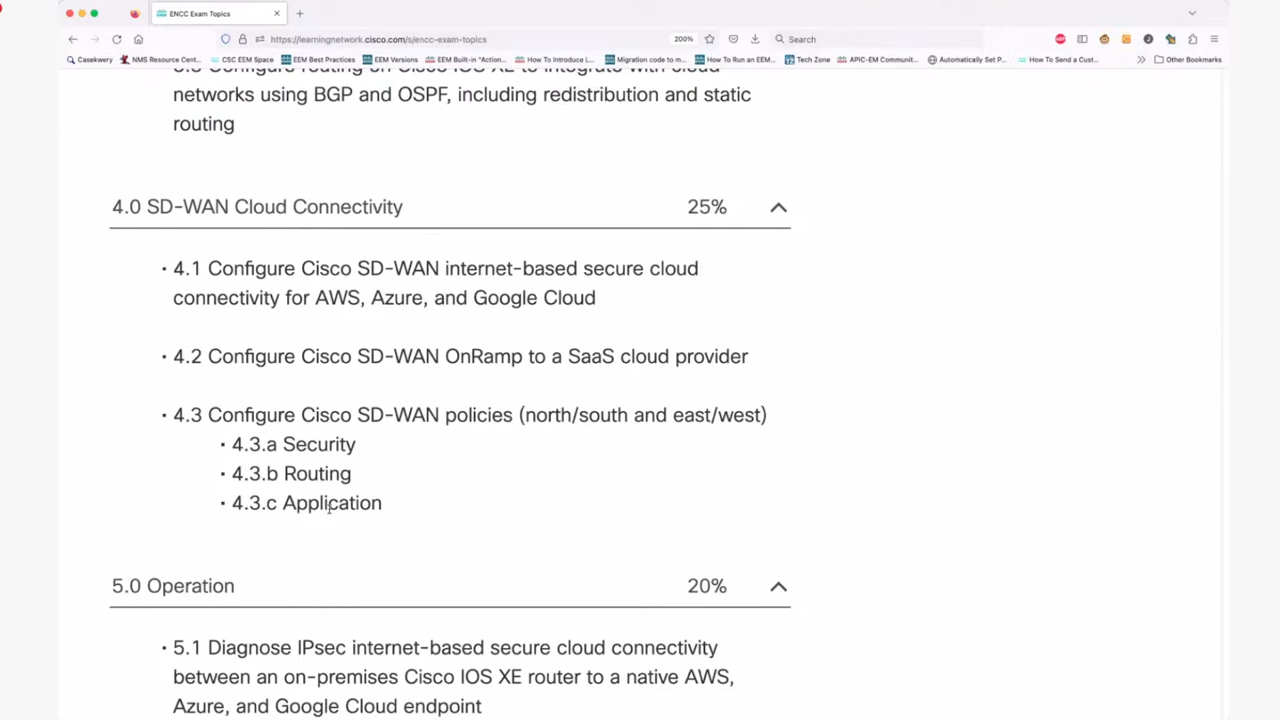 ENCC Exam Topics
https://learningnetwork.cisco.com/s/encc-exam-topics
200%
Search
Casekwery
NMS Resource Cent...
CSC EEM Space
EEM Best Practices
EEM Versions
EEM Built-in "Action...
How To Introduce I...
Migration code to m...
How To Run an EEM...
Tech Zone
APIC-EM Communit...
Automatically Set P...
How To Send a Cust...
Other Bookmarks
networks using BGP and OSPF, including redistribution and static
routing
4.0 SD-WAN Cloud Connectivity 25%
· 4.1 Configure Cisco SD-WAN internet-based secure cloud
connectivity for AWS, Azure, and Google Cloud
· 4.2 Configure Cisco SD-WAN OnRamp to a SaaS cloud provider
· 4.3 Configure Cisco SD-WAN policies (north/south and east/west)
· 4.3.a Security
· 4.3.b Routing
· 4.3.c Application
5.0 Operation 20%
· 5.1 Diagnose IPsec internet-based secure cloud connectivity
between an on-premises Cisco IOS XE router to a native AWS,
Azure, and Google Cloud endpoint